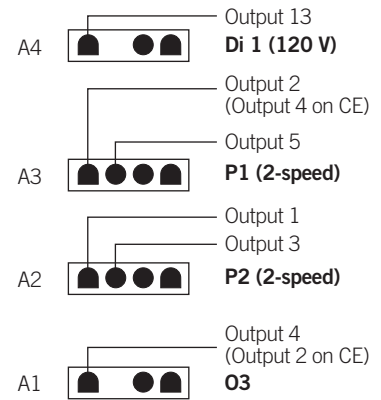 Output 13
A4
Di 1 (120 V)
Output 2
(Output 4 on CE)
Output 5
A3
P1 (2-speed)
Output 1
Output 3
A2
P2 (2-speed)
Output 4
(Output 2 on CE)
A1
O3